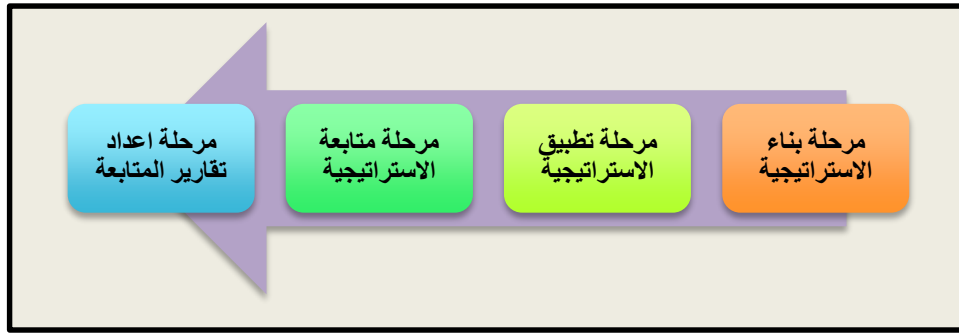 مرحلة بناء
الاستراتيجية
مرحلة تطبيق
الاستراتيجية
مرحلة متابعة
الاستراتيجية
مرحلة اعداد
تقارير المتابعة